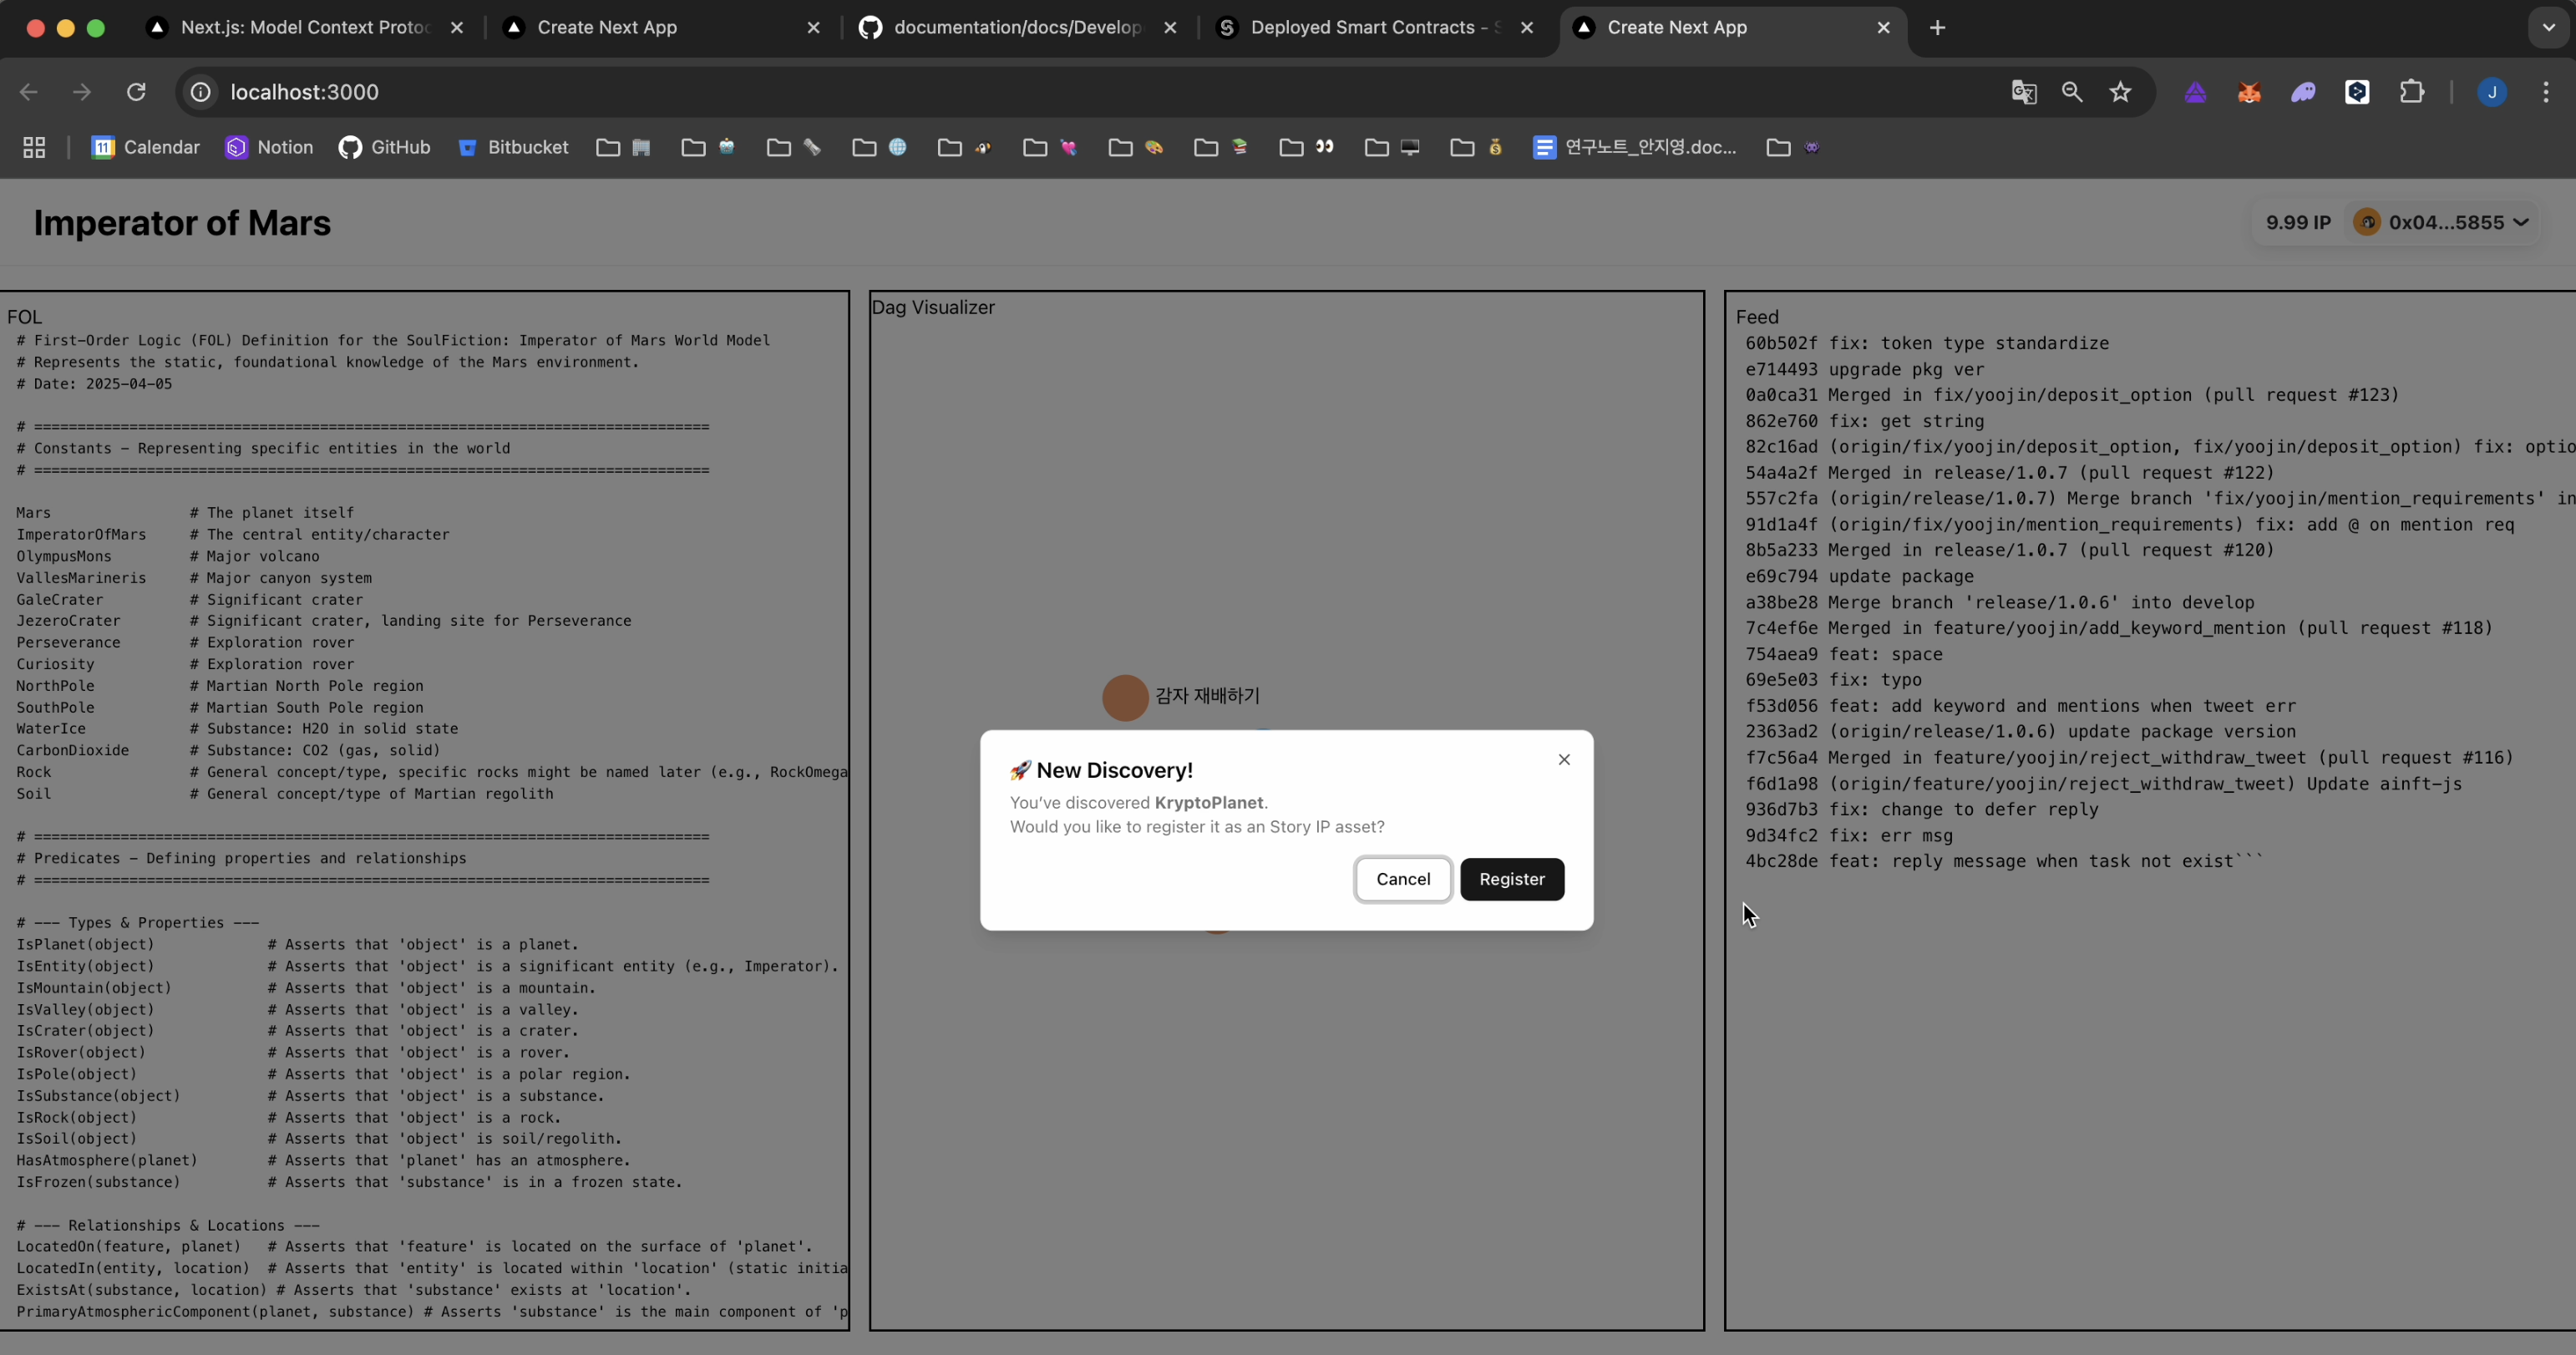 Next.js: Model Context Proto
Create Next App
documentation/docs/Develop
Deployed Smart Contracts -
Create Next App
localhost:3000
J
11 Calendar
Notion
GitHub
Bitbucket
연구노트_안지영.doc...
Imperator of Mars
9.99 IP
0x04...5855
FOL
# First-Order Logic (FOL) Definition for the SoulFiction: Imperator of Mars World Model
# Represents the static, foundational knowledge of the Mars environment.
# Date: 2025-04-05
# ==============================================================================
# Constants - Representing specific entities in the world
# ==============================================================================
Mars # The planet itself
ImperatorOfMars # The central entity/character
OlympusMons # Major volcano
VallesMarineris # Major canyon system
GaleCrater # Significant crater
JezeroCrater # Significant crater, landing site for Perseverance
Perseverance # Exploration rover
Curiosity # Exploration rover
NorthPole # Martian North Pole region
SouthPole # Martian South Pole region
WaterIce # Substance: H2O in solid state
CarbonDioxide # Substance: CO2 (gas, solid)
Rock # General concept/type, specific rocks might be named later (e.g., RockOmega
Soil # General concept/type of Martian regolith
# ==============================================================================
# Predicates - Defining properties and relationships
# ==============================================================================
# --- Types & Properties ---
IsPlanet(object) # Asserts that 'object' is a planet.
IsEntity(object) # Asserts that 'object' is a significant entity (e.g., Imperator).
IsMountain(object) # Asserts that 'object' is a mountain.
IsValley(object) # Asserts that 'object' is a valley.
IsCrater(object) # Asserts that 'object' is a crater.
IsRover(object) # Asserts that 'object' is a rover.
IsPole(object) # Asserts that 'object' is a polar region.
IsSubstance(object) # Asserts that 'object' is a substance.
IsRock(object) # Asserts that 'object' is a rock.
IsSoil(object) # Asserts that 'object' is soil/regolith.
HasAtmosphere(planet) # Asserts that 'planet' has an atmosphere.
IsFrozen(substance) # Asserts that 'substance' is in a frozen state.
# --- Relationships & Locations ---
LocatedOn(feature, planet) # Asserts that 'feature' is located on the surface of 'planet'.
LocatedIn(entity, location) # Asserts that 'entity' is located within 'location' (static initia
ExistsAt(substance, location) # Asserts that 'substance' exists at 'location'.
PrimaryAtmosphericComponent(planet, substance) # Asserts 'substance' is the main component of 'p
Dag Visualizer
감자 재배하기
🚀 New Discovery!
You've discovered KryptoPlanet.
Would you like to register it as an Story IP asset?
Cancel
Register
Feed
60b502f fix: token type standardize
e714493 upgrade pkg ver
0a0ca31 Merged in fix/yoojin/deposit_option (pull request #123)
862e760 fix: get string
82c16ad (origin/fix/yoojin/deposit_option, fix/yoojin/deposit_option) fix: optio
54a4a2f Merged in release/1.0.7 (pull request #122)
557c2fa (origin/release/1.0.7) Merge branch 'fix/yoojin/mention_requirements' in
91d1a4f (origin/fix/yoojin/mention_requirements) fix: add @ on mention req
8b5a233 Merged in release/1.0.7 (pull request #120)
e69c794 update package
a38be28 Merge branch 'release/1.0.6' into develop
7c4ef6e Merged in feature/yoojin/add_keyword_mention (pull request #118)
754aea9 feat: space
69e5e03 fix: typo
f53d056 feat: add keyword and mentions when tweet err
2363ad2 (origin/release/1.0.6) update package version
f7c56a4 Merged in feature/yoojin/reject_withdraw_tweet (pull request #116)
f6d1a98 (origin/feature/yoojin/reject_withdraw_tweet) Update ainft-js
936d7b3 fix: change to defer reply
9d34fc2 fix: err msg
4bc28de feat: reply message when task not exist```